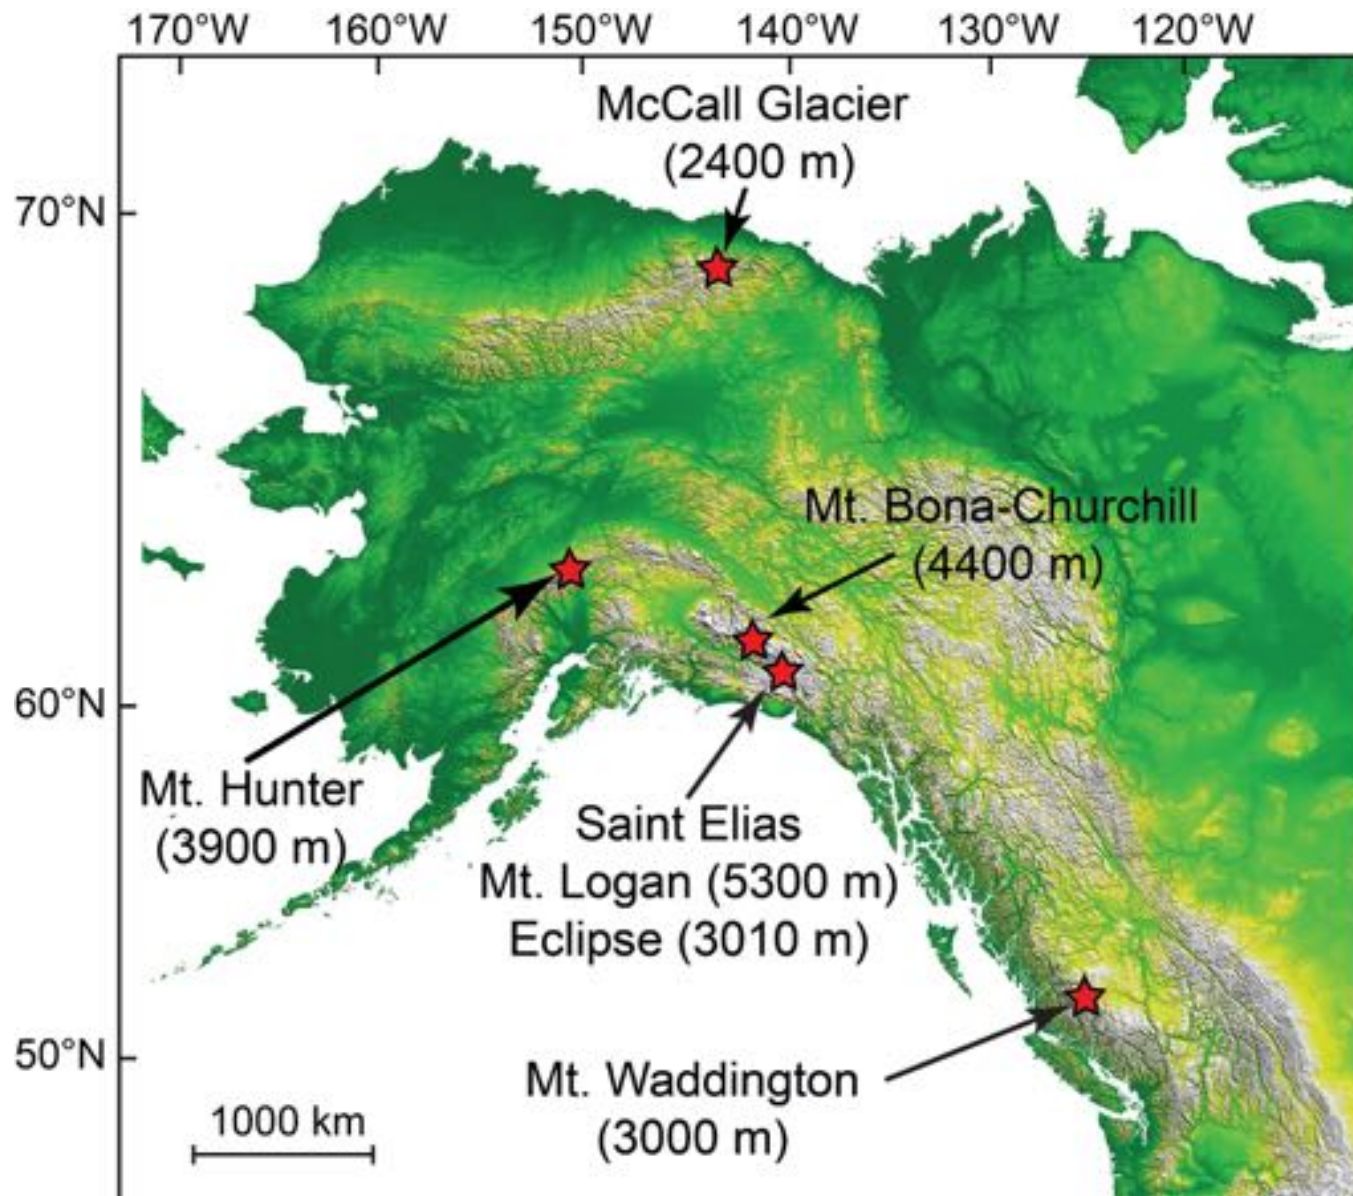 170°W 160°W 150°W 140°W 130°W 120°W
McCall Glacier
(2400 m)
70°N
Mt. Bona-Churchill
(4400 m)
60°N
Mt. Hunter
(3900 m)
Saint Elias
Mt. Logan (5300 m)
Eclipse (3010 m)
50°N
Mt. Waddington
(3000 m)
1000 km